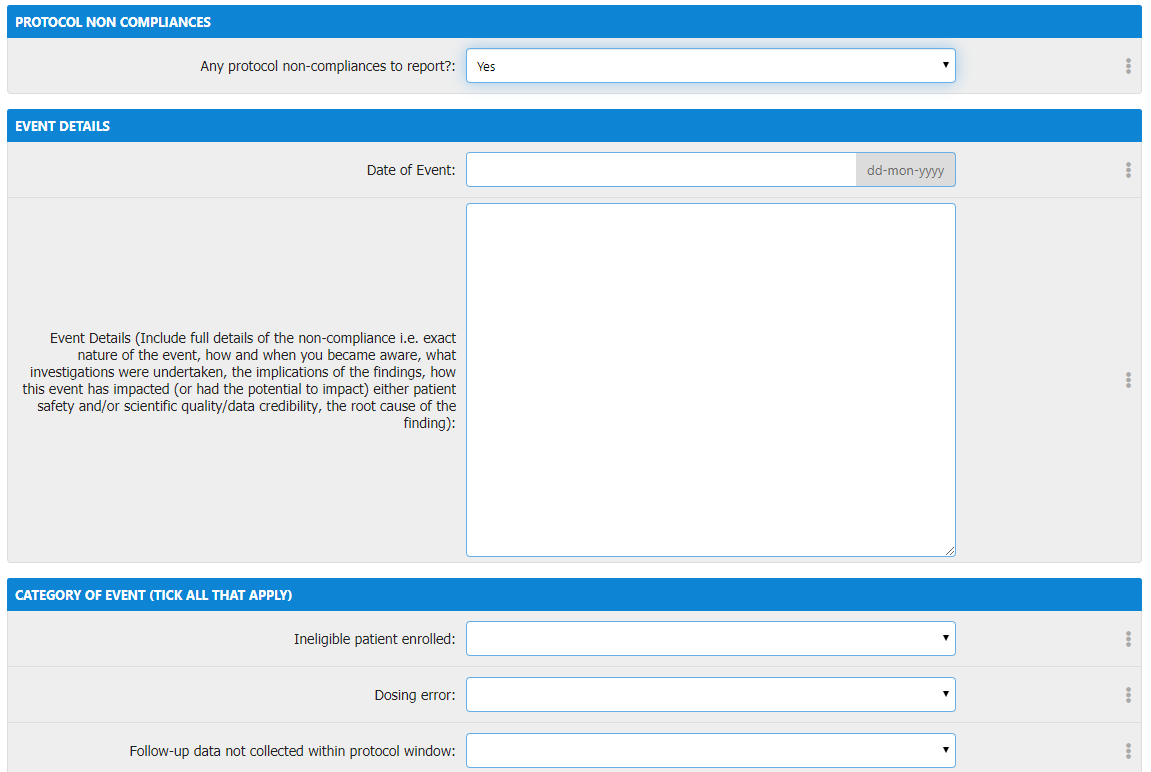 PROTOCOL NON COMPLIANCES
Any protocol non-compliances to report?: Yes
EVENT DETAILS
Date of Event: dd-mon-yyyy
Event Details (Include full details of the non-compliance i.e. exact
nature of the event, how and when you became aware, what
investigations were undertaken, the implications of the findings, how
this event has impacted (or had the potential to impact) either patient
safety and/or scientific quality/data credibility, the root cause of the
finding):
CATEGORY OF EVENT (TICK ALL THAT APPLY)
Ineligible patient enrolled:
Dosing error:
Follow-up data not collected within protocol window: